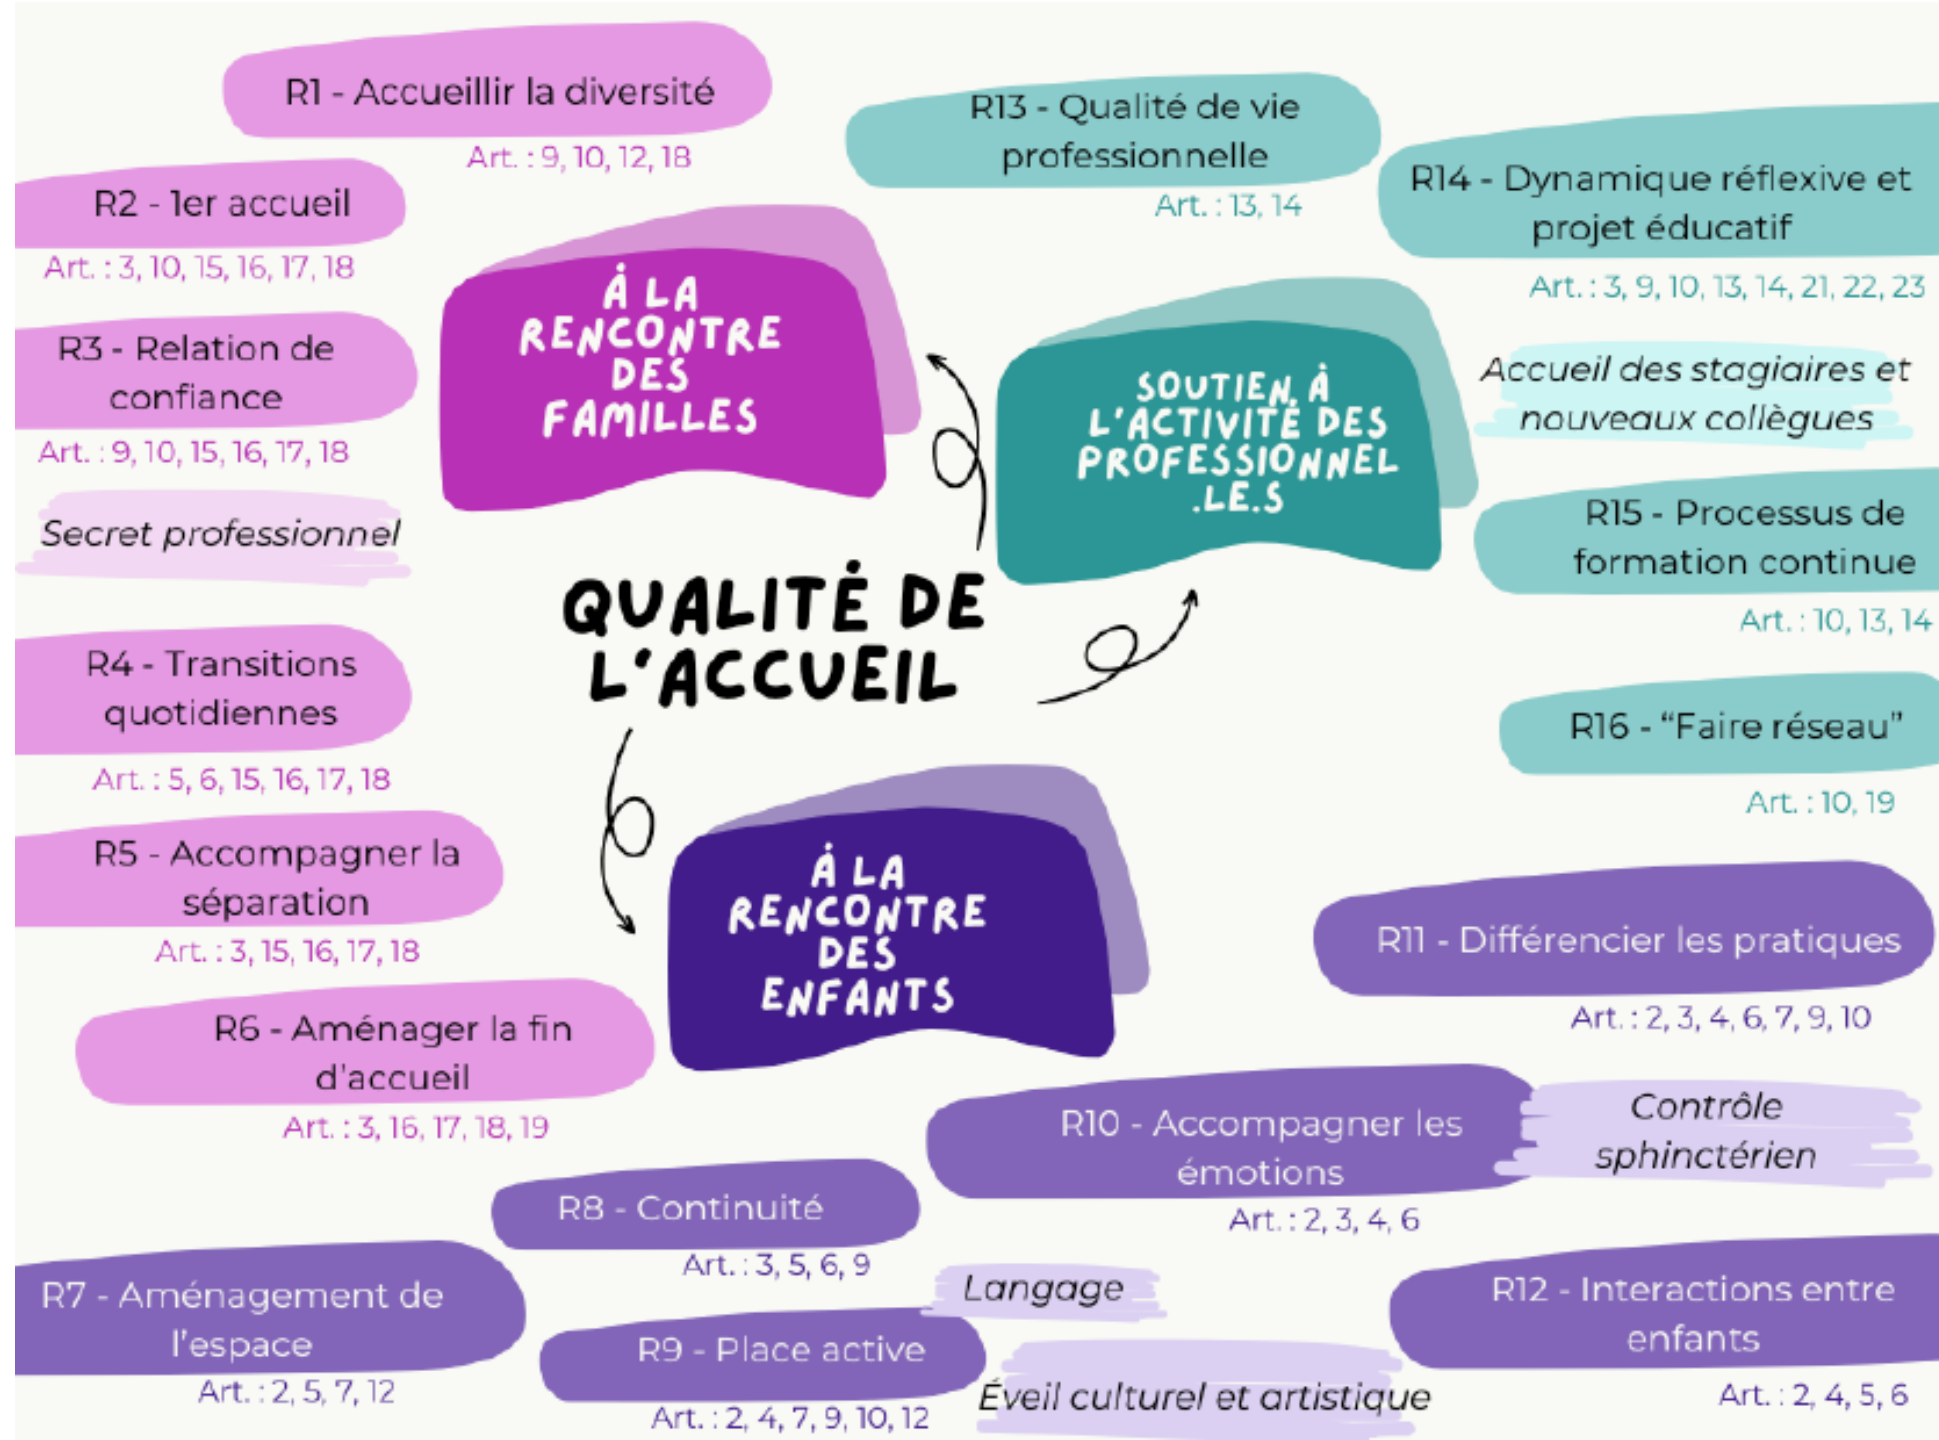 R1 - Accueillir la diversité
Art. : 9, 10, 12, 18
R2 - 1er accueil
Art. : 3, 10, 15, 16, 17, 18
R3 - Relation de
confiance
Art. : 9, 10, 15, 16, 17, 18
Secret professionnel
R4 - Transitions
quotidiennes
Art. : 5, 6, 15, 16, 17, 18
R5 - Accompagner la
séparation
Art. : 3, 15, 16, 17, 18
R6 - Aménager la fin
d'accueil
Art. : 3, 16, 17, 18, 19
À LA
RENCONTRE
DES
FAMILLES
R13 - Qualité de vie
professionnelle
Art. : 13, 14
R14 - Dynamique réflexive et
projet éducatif
Art. : 3, 9, 10, 13, 14, 21, 22, 23
Accueil des stagiaires et
nouveaux collègues
R15 - Processus de
formation continue
Art. : 10, 13, 14
R16 - “Faire réseau”
Art. : 10, 19
SOUTIEN À
L'ACTIVITÉ DES
PROFESSIONNEL
.LE.S
QUALITÉ DE
L'ACCUEIL
À LA
RENCONTRE
DES
ENFANTS
R11 - Différencier les pratiques
Art. : 2, 3, 4, 6, 7, 9, 10
R10 - Accompagner les
émotions
Art. : 2, 3, 4, 6
Contrôle
sphinctérien
R8 - Continuité
Art. : 3, 5, 6, 9
R7 - Aménagement de
l'espace
Art. : 2, 5, 7, 12
R9 - Place active
Art. : 2, 4, 7, 9, 10, 12
Langage
Éveil culturel et artistique
R12 - Interactions entre
enfants
Art. : 2, 4, 5, 6